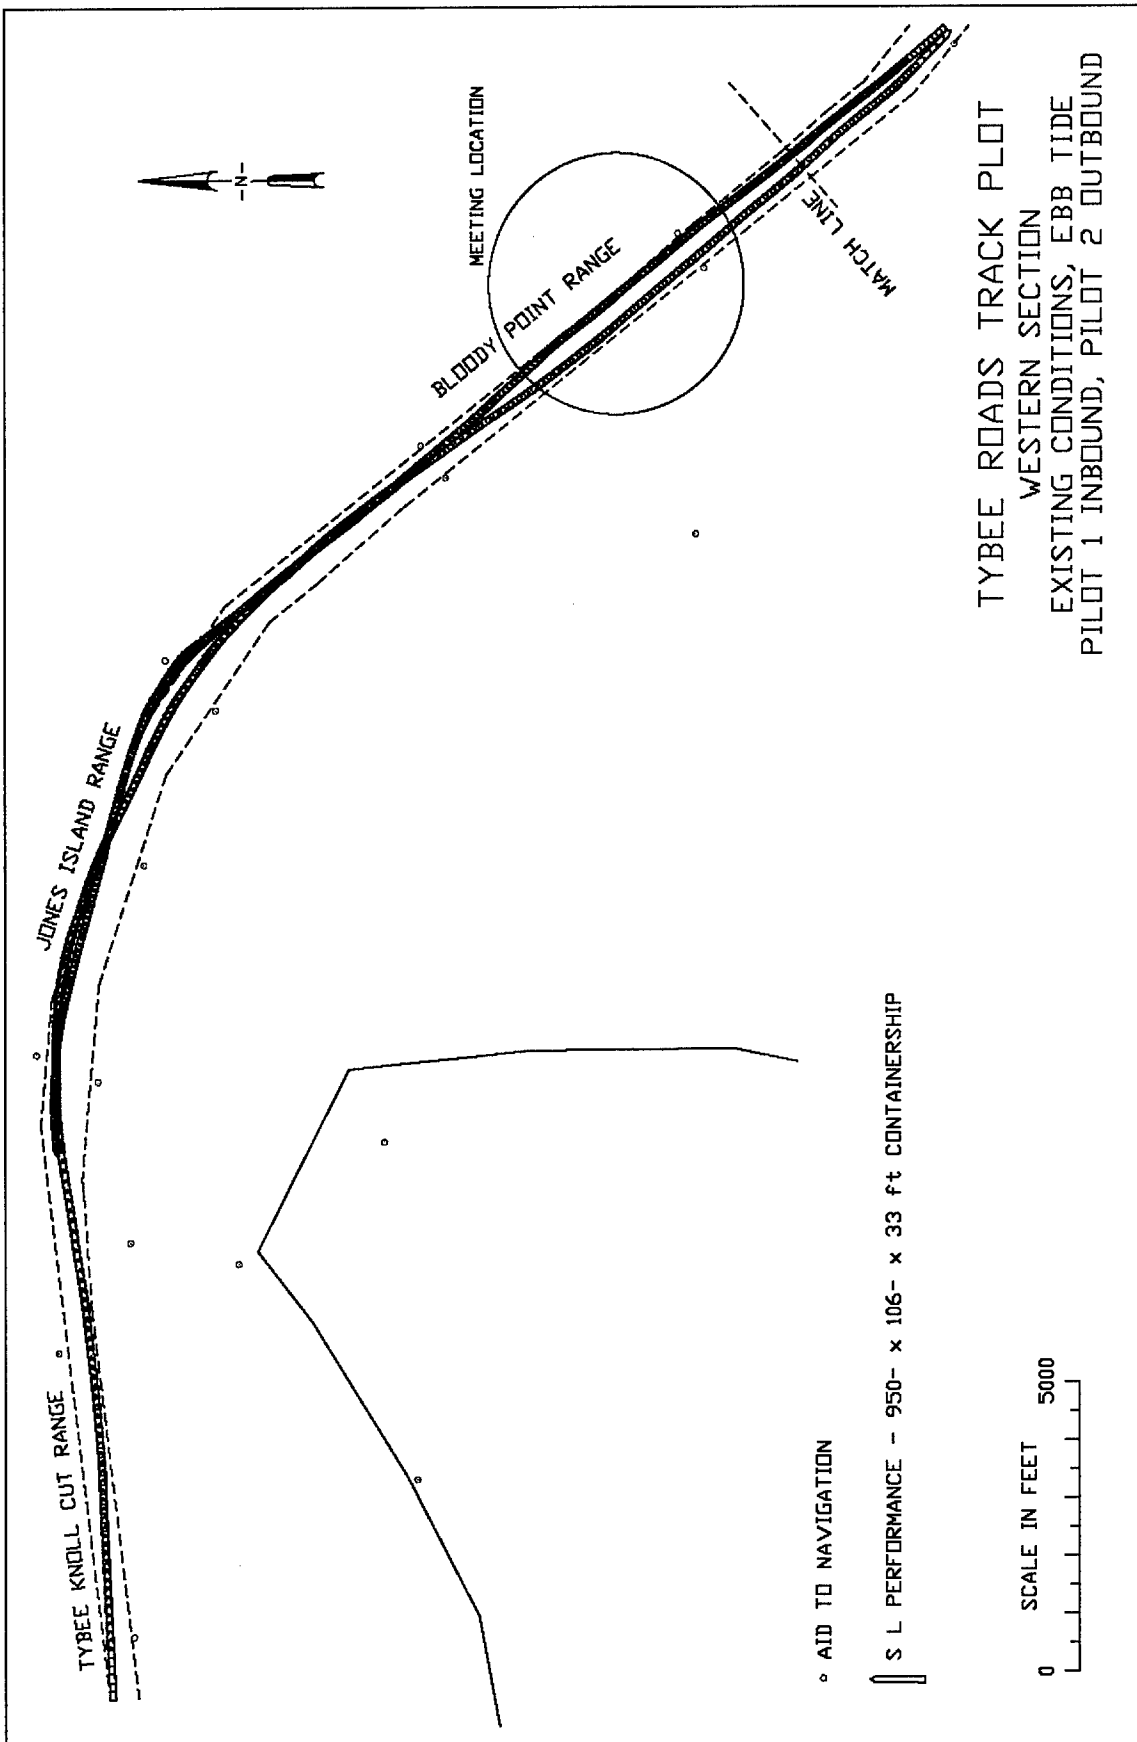 TYBEE KNOLL CUT RANGE
JONES ISLAND RANGE
BLOODY POINT RANGE
MEETING LOCATION
-N-
MATCH LINE
° AID TO NAVIGATION
S L PERFORMANCE - 950- x 106- x 33 ft CONTAINERSHIP
SCALE IN FEET
0 5000
TYBEE ROADS TRACK PLOT
WESTERN SECTION
EXISTING CONDITIONS, EBB TIDE
PILOT 1 INBOUND, PILOT 2 OUTBOUND